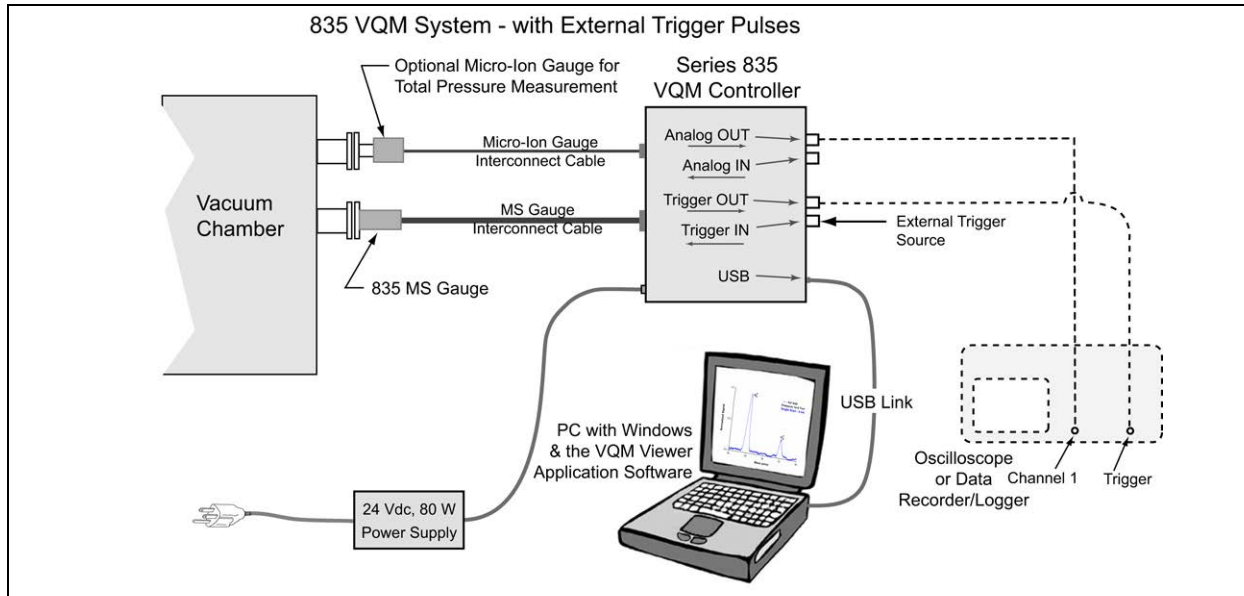 835 VQM System - with External Trigger Pulses
Optional Micro-Ion Gauge for
Total Pressure Measurement
Series 835
VQM Controller
Micro-Ion Gauge
Interconnect Cable
Analog OUT
Analog IN
Trigger OUT
Trigger IN
USB
Vacuum
Chamber
MS Gauge
Interconnect Cable
External Trigger
Source
835 MS Gauge
USB Link
PC with Windows
& the VQM Viewer
Application Software
Oscilloscope
or Data
Recorder/Logger
Channel 1
Trigger
24 Vdc, 80 W
Power Supply